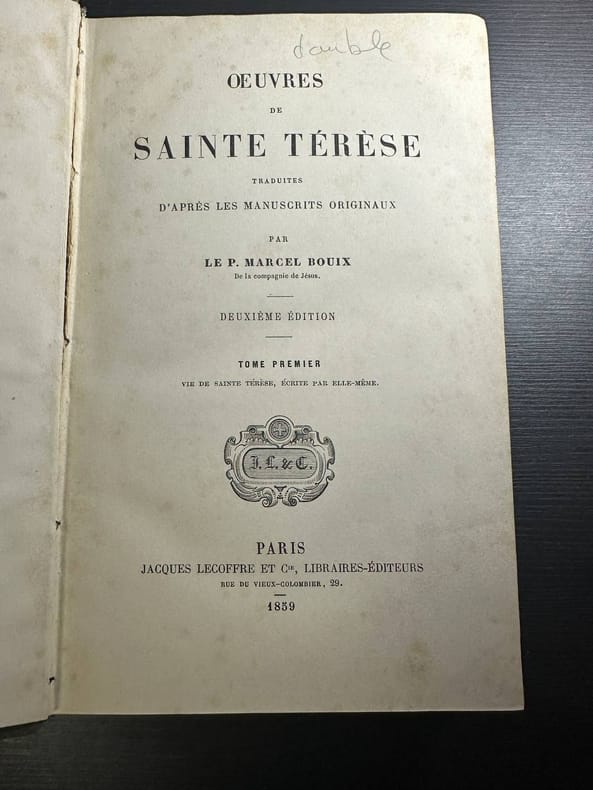 double
OEUVRES
DE
SAINTE TÉRÈSE
TRADUITES
D'APRÈS LES MANUSCRITS ORIGINAUX
PAR
LE P. MARCEL BOUIX
De la compagnie de Jésus.
DEUXIÈME ÉDITION
TOME PREMIER
VIE DE SAINTE TÉRÈSE, ÉCRITE PAR ELLE-MÊME.
J. L. & C.
PARIS
JACQUES LECOFFRE ET Cie, LIBRAIRES-ÉDITEURS
RUE DU VIEUX-COLOMBIER, 29.
1859